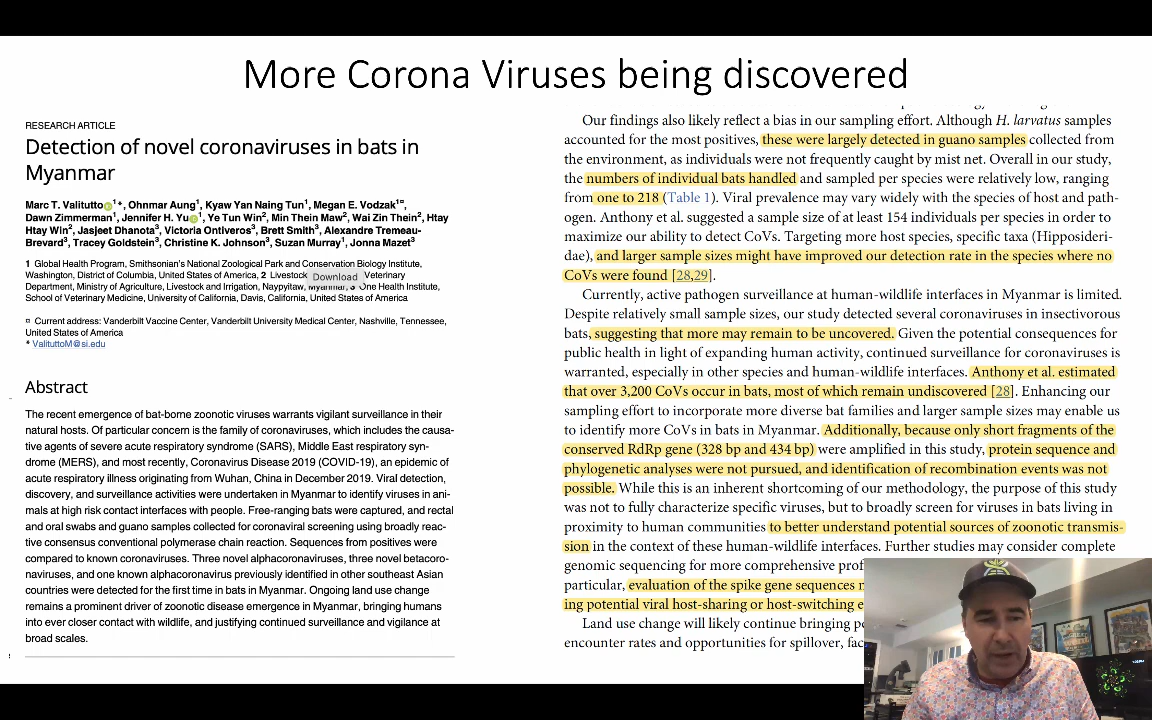 More Corona Viruses being discovered
RESEARCH ARTICLE
Detection of novel coronaviruses in bats in
Myanmar
Marc T. Valitutto1*, Ohnmar Aung1, Kyaw Yan Naing Tun1, Megan E. Vodzak1¤,
Dawn Zimmerman1, Jennifer H. Yu1, Ye Tun Win2, Min Thein Maw2, Wai Zin Thein2, Htay
Htay Win2, Jasjeet Dhanota3, Victoria Ontiveros3, Brett Smith3, Alexandre Tremeau-
Brevard3, Tracey Goldstein3, Christine K. Johnson3, Suzan Murray1, Jonna Mazet3
1 Global Health Program, Smithsonian's National Zoological Park and Conservation Biology Institute,
Washington, District of Columbia, United States of America, 2 Livestock Download Veterinary
Department, Ministry of Agriculture, Livestock and Irrigation, Naypyitaw, Myanmar, 3 One Health Institute,
School of Veterinary Medicine, University of California, Davis, California, United States of America
¤ Current address: Vanderbilt Vaccine Center, Vanderbilt University Medical Center, Nashville, Tennessee,
United States of America
* ValituttoM@si.edu
Abstract
The recent emergence of bat-borne zoonotic viruses warrants vigilant surveillance in their
natural hosts. Of particular concern is the family of coronaviruses, which includes the causa-
tive agents of severe acute respiratory syndrome (SARS), Middle East respiratory syn-
drome (MERS), and most recently, Coronavirus Disease 2019 (COVID-19), an epidemic of
acute respiratory illness originating from Wuhan, China in December 2019. Viral detection,
discovery, and surveillance activities were undertaken in Myanmar to identify viruses in ani-
mals at high risk contact interfaces with people. Free-ranging bats were captured, and rectal
and oral swabs and guano samples collected for coronaviral screening using broadly reac-
tive consensus conventional polymerase chain reaction. Sequences from positives were
compared to known coronaviruses. Three novel alphacoronaviruses, three novel betacoro-
naviruses, and one known alphacoronavirus previously identified in other southeast Asian
countries were detected for the first time in bats in Myanmar. Ongoing land use change
remains a prominent driver of zoonotic disease emergence in Myanmar, bringing humans
into ever closer contact with wildlife, and justifying continued surveillance and vigilance at
broad scales.
Our findings also likely reflect a bias in our sampling effort. Although H. larvatus samples
accounted for the most positives, these were largely detected in guano samples collected from
the environment, as individuals were not frequently caught by mist net. Overall in our study,
the numbers of individual bats handled and sampled per species were relatively low, ranging
from one to 218 (Table 1). Viral prevalence may vary widely with the species of host and path-
ogen. Anthony et al. suggested a sample size of at least 154 individuals per species in order to
maximize our ability to detect CoVs. Targeting more host species, specific taxa (Hipposideri-
dae), and larger sample sizes might have improved our detection rate in the species where no
CoVs were found [28,29].
Currently, active pathogen surveillance at human-wildlife interfaces in Myanmar is limited.
Despite relatively small sample sizes, our study detected several coronaviruses in insectivorous
bats, suggesting that more may remain to be uncovered. Given the potential consequences for
public health in light of expanding human activity, continued surveillance for coronaviruses is
warranted, especially in other species and human-wildlife interfaces. Anthony et al. estimated
that over 3,200 CoVs occur in bats, most of which remain undiscovered [28]. Enhancing our
sampling effort to incorporate more diverse bat families and larger sample sizes may enable us
to identify more CoVs in bats in Myanmar. Additionally, because only short fragments of the
conserved RdRp gene (328 bp and 434 bp) were amplified in this study, protein sequence and
phylogenetic analyses were not pursued, and identification of recombination events was not
possible. While this is an inherent shortcoming of our methodology, the purpose of this study
was not to fully characterize specific viruses, but to broadly screen for viruses in bats living in
proximity to human communities to better understand potential sources of zoonotic transmis-
sion in the context of these human-wildlife interfaces. Further studies may consider complete
genomic sequencing for more comprehensive
particular, evaluation of the spike gene sequences
ing potential viral host-sharing or host-switching
Land use change will likely continue bringing
encounter rates and opportunities for spillover,